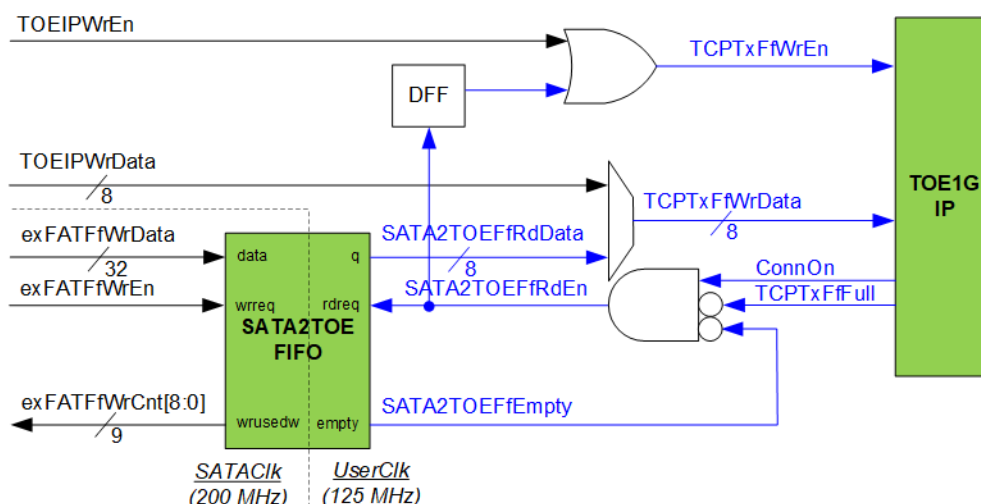 TOEIPWrEn
TCPTxFfWrEn
DFF
TOEIPWrData
8
TOE1G
IP
TCPTxFfWrData
8
exFATFfWrData
32
data
q
SATA2TOEFfRdData
8
ConnOn
exFATFfWrEn
wrreq
rdreq
SATA2TOEFfRdEn
TCPTxFfFull
SATA2TOE
FIFO
exFATFfWrCnt[8:0]
9
wrusedw
empty
SATA2TOEFfEmpty
SATAClk
(200 MHz)
UserClk
(125 MHz)